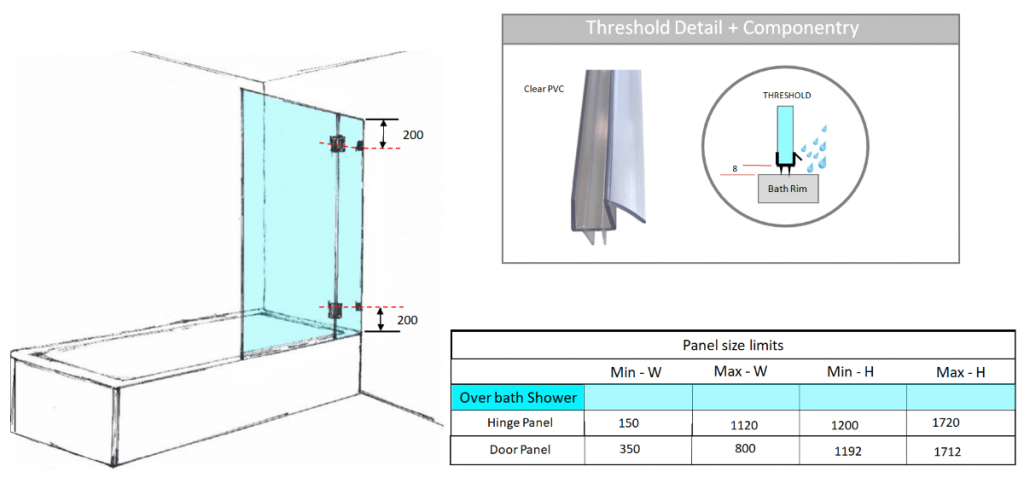 Threshold Detail + Componentry
Clear PVC
THRESHOLD
8
Bath Rim
200
200
Panel size limits
Min - W Max - W Min - H Max - H
Over bath Shower
Hinge Panel 150 1120 1200 1720
Door Panel 350 800 1192 1712